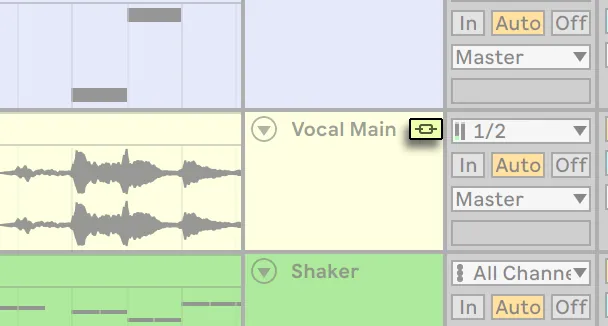 In Auto Off
Master
Vocal Main 1/2
In Auto Off
Master
Shaker All Channe
In Auto Off